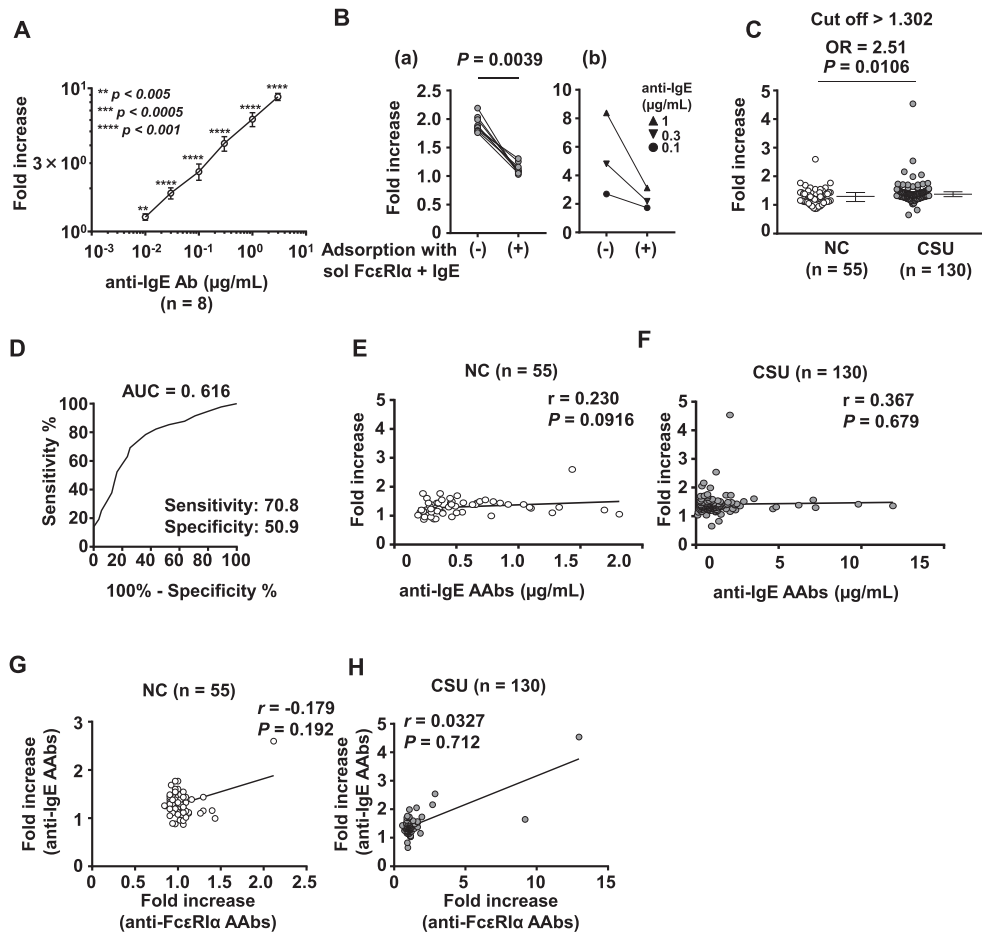 A
** p < 0.005
*** p < 0.0005
**** p < 0.001
Fold increase
10¹
3 × 10⁰
10⁰
** **** **** **** **** ****
10⁻³ 10⁻² 10⁻¹ 10⁰ 10¹
anti-IgE Ab (µg/mL)
(n = 8)
B
(a)
P = 0.0039
Fold increase
2.5
2.0
1.5
1.0
0.5
0.0
(b)
anti-IgE
(µg/mL)
1
0.3
0.1
10
8
6
4
2
0
Adsorption with (-) (+) (-) (+)
sol FcεRIα + IgE
C
Cut off > 1.302
OR = 2.51
P = 0.0106
Fold increase
5
4
3
2
1
0
NC CSU
(n = 55) (n = 130)
D
AUC = 0. 616
Sensitivity %
100
80
60
40
20
0
Sensitivity: 70.8
Specificity: 50.9
0 20 40 60 80 100
100% - Specificity %
E
NC (n = 55)
r = 0.230
P = 0.0916
Fold increase
5
4
3
2
1
0
0 0.5 1.0 1.5 2.0
anti-IgE AAbs (µg/mL)
F
CSU (n = 130)
r = 0.367
P = 0.679
Fold increase
5
4
3
2
1
0
0 5 10 15
anti-IgE AAbs (µg/mL)
G
NC (n = 55)
r = -0.179
P = 0.192
Fold increase
(anti-IgE AAbs)
3
2
1
0
0 0.5 1.0 1.5 2.0 2.5
Fold increase
(anti-FcεRIα AAbs)
H
CSU (n = 130)
r = 0.0327
P = 0.712
Fold increase
(anti-IgE AAbs)
5
4
3
2
1
0
0 5 10 15
Fold increase
(anti-FcεRIα AAbs)